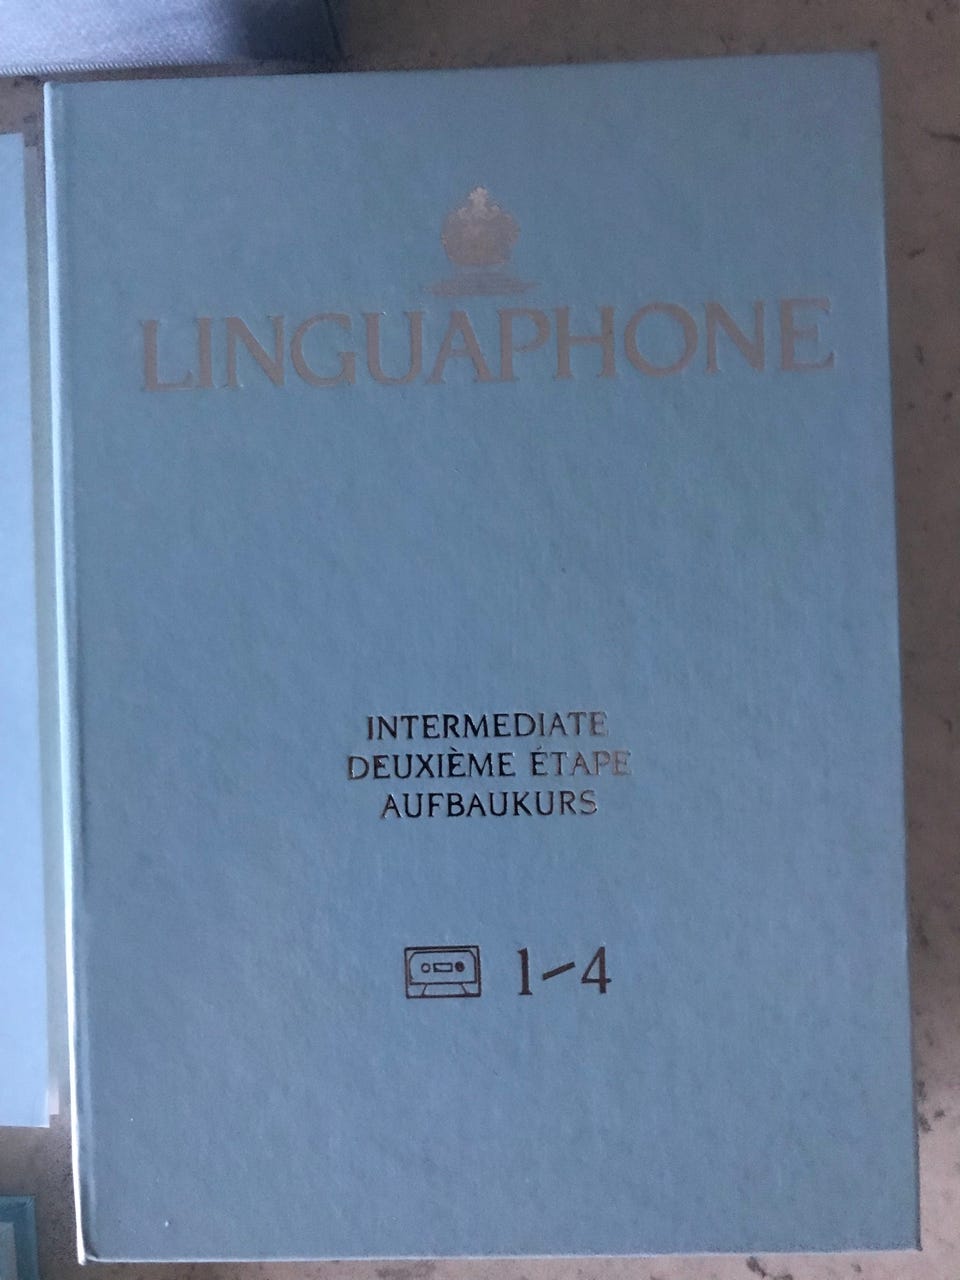 LINGUAPHONE
INTERMEDIATE
DEUXIÈME ÉTAPE
AUFBAUKURS
1-4